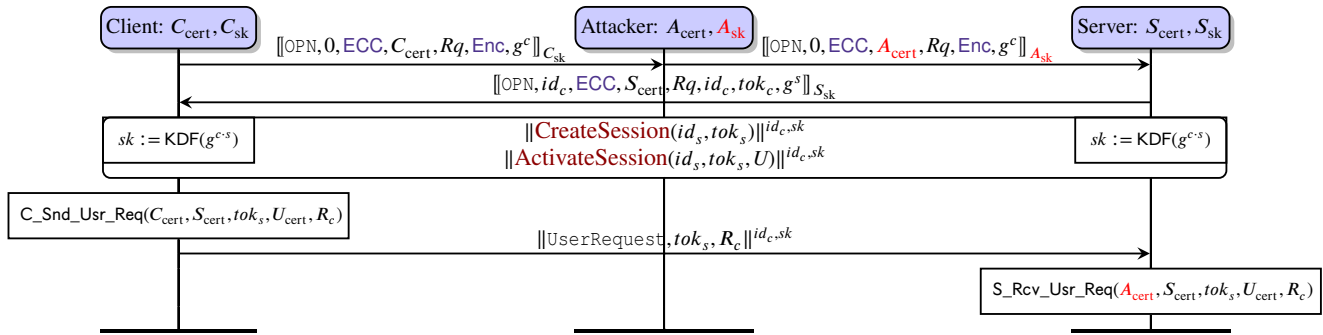 Client: C_cert, C_sk
Attacker: A_cert, A_sk
Server: S_cert, S_sk
⟦OPN, 0, ECC, C_cert, Rq, Enc, g^c⟧_{C_sk}
⟦OPN, 0, ECC, A_cert, Rq, Enc, g^c⟧_{A_sk}
⟦OPN, id_c, ECC, S_cert, Rq, id_c, tok_c, g^s⟧_{S_sk}
sk := KDF(g^{c·s})
‖CreateSession(id_s, tok_s)‖^{id_c, sk}
sk := KDF(g^{c·s})
‖ActivateSession(id_s, tok_s, U)‖^{id_c, sk}
C_Snd_Usr_Req(C_cert, S_cert, tok_s, U_cert, R_c)
‖UserRequest, tok_s, R_c‖^{id_c, sk}
S_Rcv_Usr_Req(A_cert, S_cert, tok_s, U_cert, R_c)